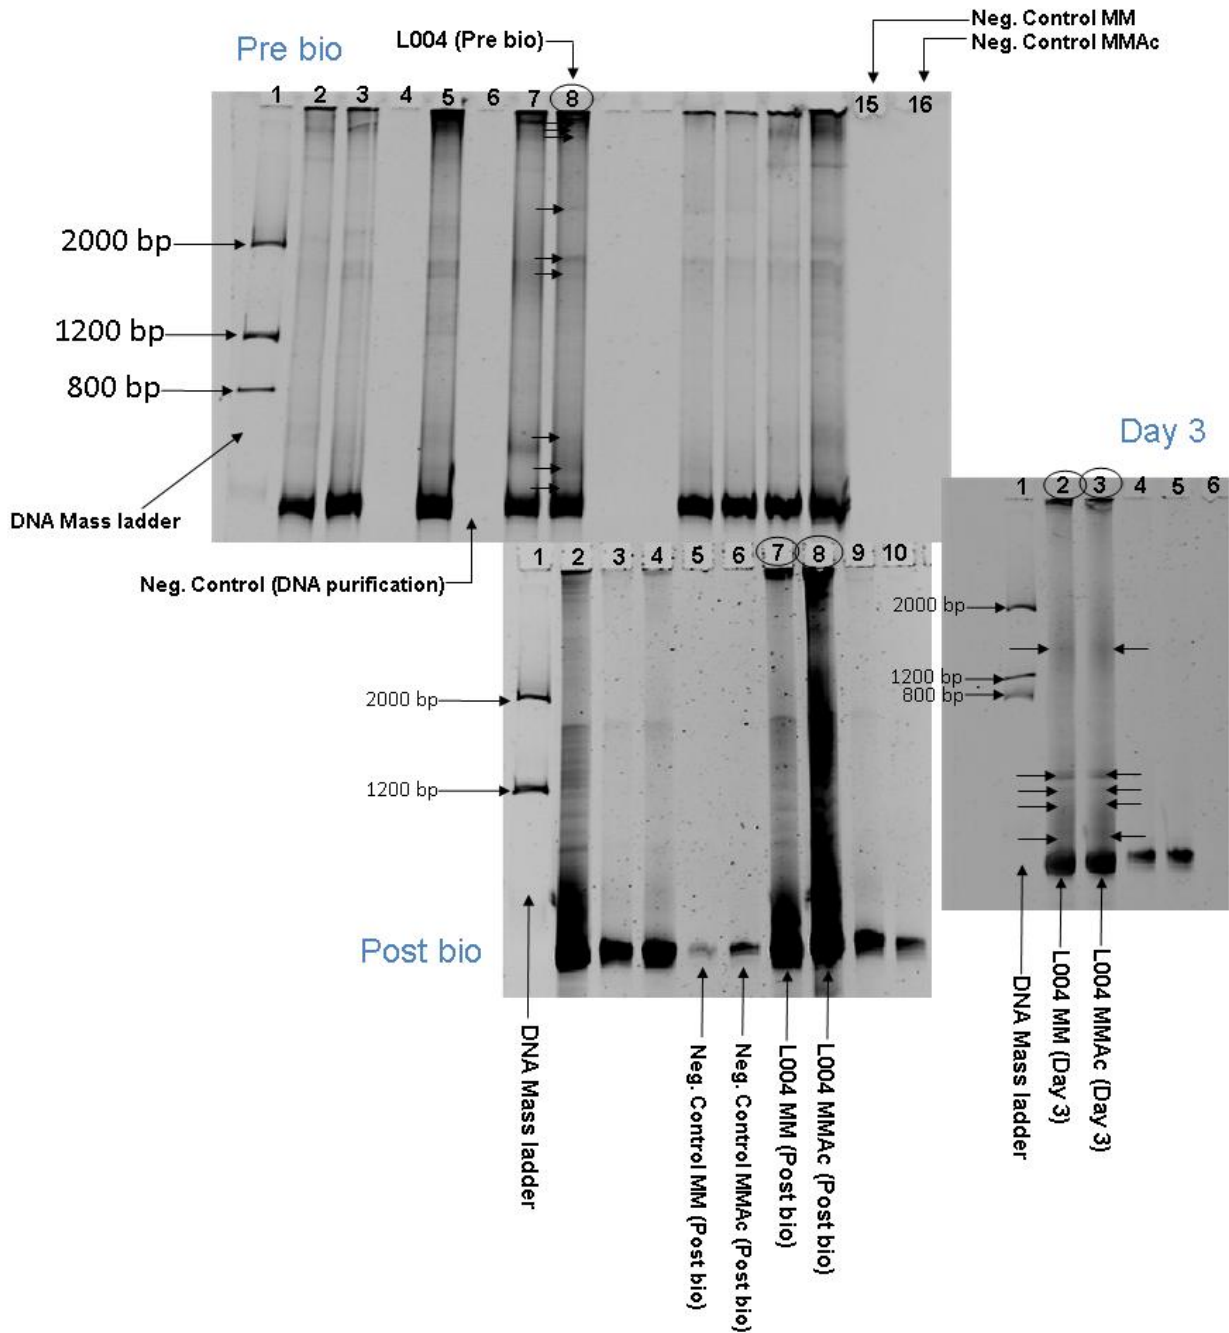 Pre bio
L004 (Pre bio)
Neg. Control MM
Neg. Control MMAc
1 2 3 4 5 6 7 8 15 16
2000 bp
1200 bp
800 bp
DNA Mass ladder
Neg. Control (DNA purification)
Day 3
1 2 3 4 5 6
2000 bp
1200 bp
800 bp
DNA Mass ladder
L004 MM (Day 3)
L004 MMAc (Day 3)
1 2 3 4 5 6 7 8 9 10
2000 bp
1200 bp
Post bio
DNA Mass ladder
Neg. Control MM (Post bio)
Neg. Control MMAc (Post bio)
L004 MM (Post bio)
L004 MMAc (Post bio)